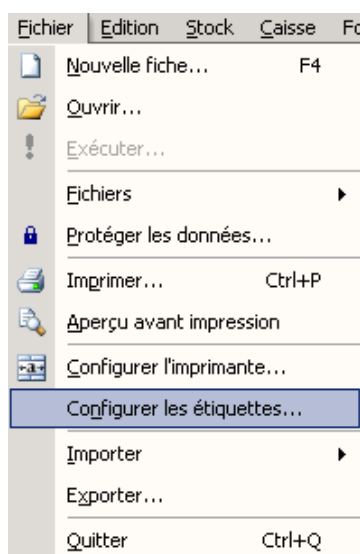 Fichier Edition Stock Caisse Fo
Nouvelle fiche... F4
Ouvrir...
Exécuter...
Fichiers
Protéger les données...
Imprimer... Ctrl+P
Aperçu avant impression
Configurer l'imprimante...
Configurer les étiquettes...
Importer
Exporter...
Quitter Ctrl+Q